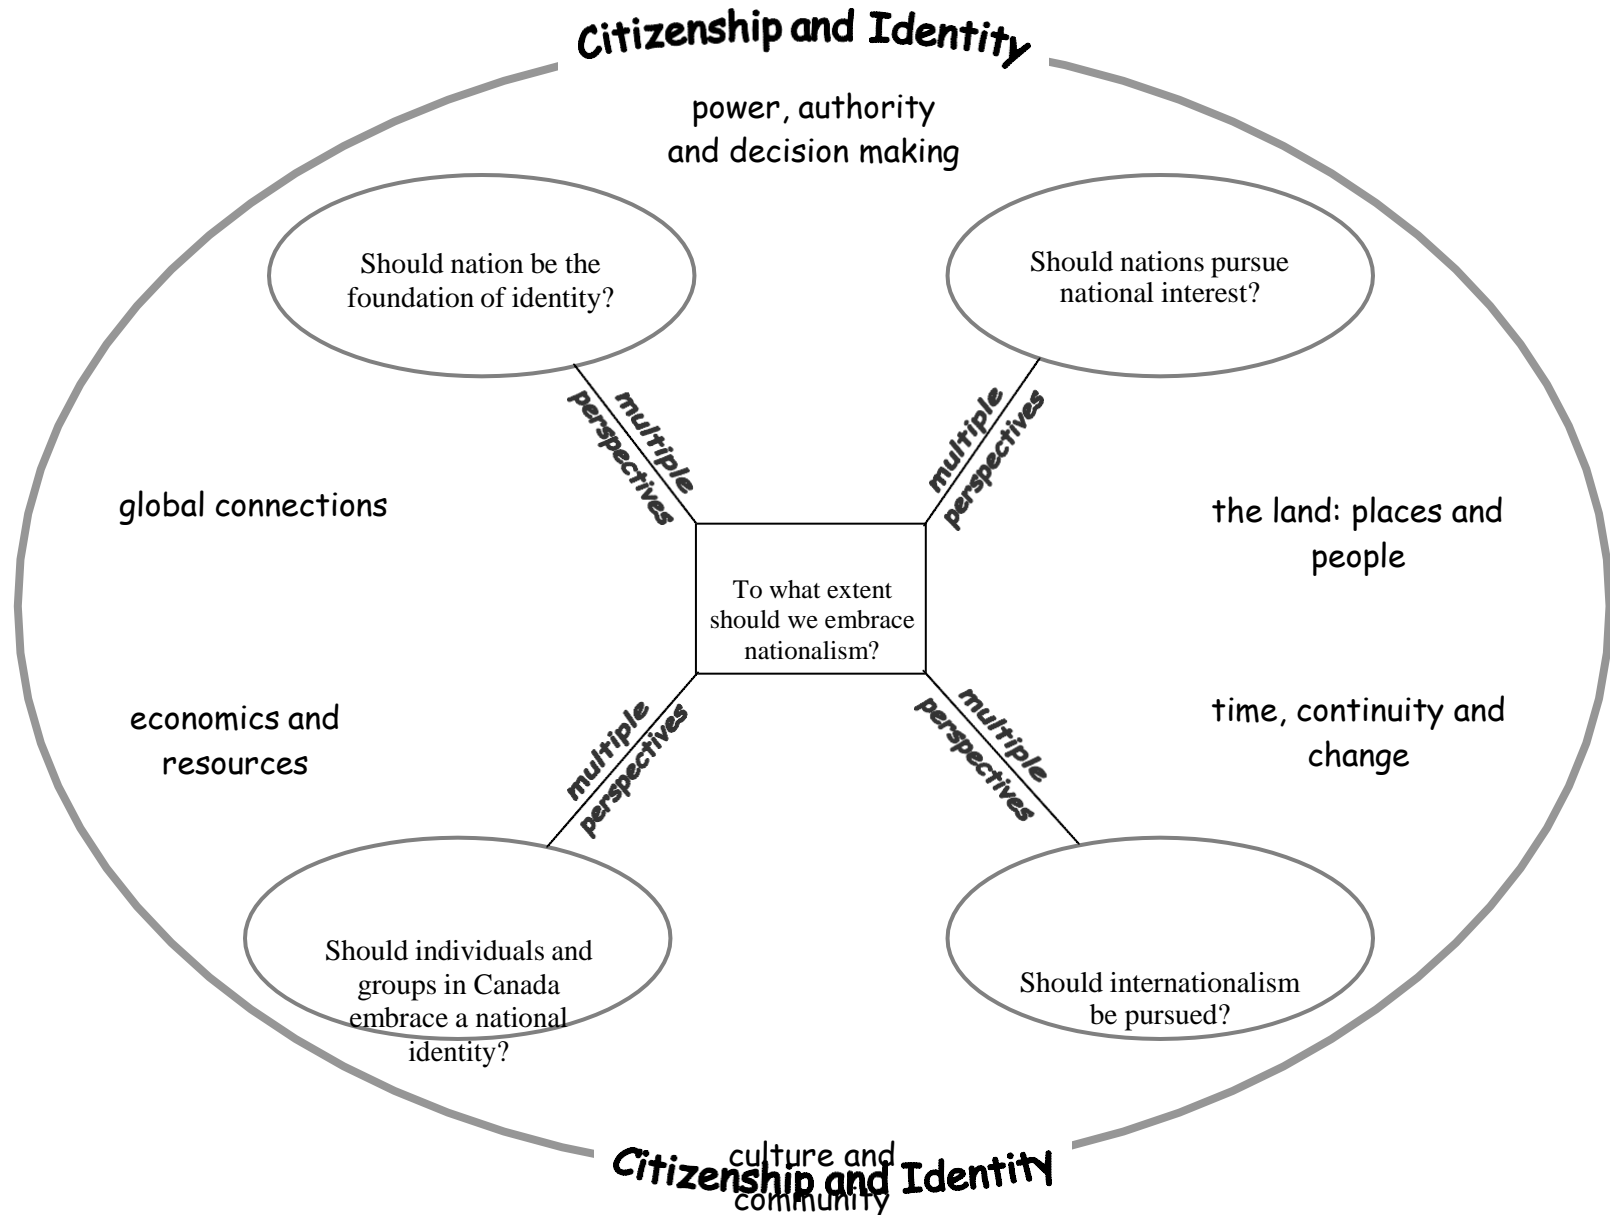 Citizenship and Identity
power, authority
and decision making
Should nation be the
foundation of identity?
Should nations pursue
national interest?
multiple
perspectives
multiple
perspectives
global connections
the land: places and
people
To what extent
should we embrace
nationalism?
economics and
resources
time, continuity and
change
multiple
perspectives
multiple
perspectives
Should individuals and
groups in Canada
embrace a national
identity?
Should internationalism
be pursued?
culture and
community
Citizenship and Identity